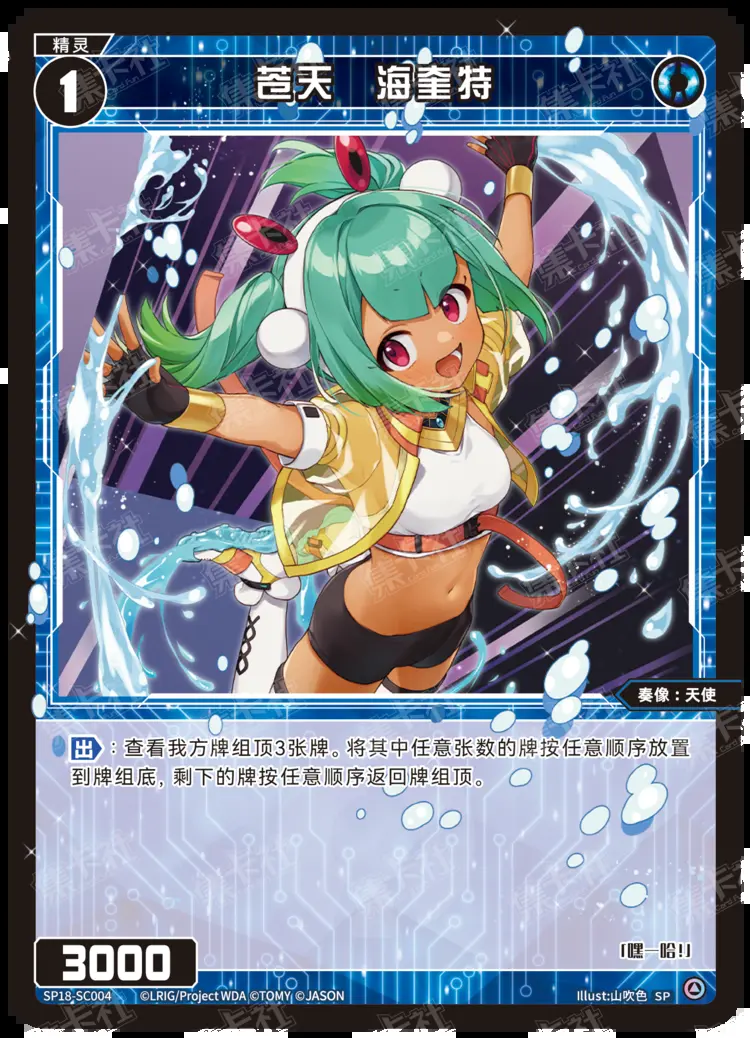 精灵
1
苍天 海奎特
奏像：天使
出：查看我方牌组顶3张牌。将其中任意张数的牌按任意顺序放置
到牌组底，剩下的牌按任意顺序返回牌组顶。
「嘿一哈！」
3000
SP18-SC004 ©LRIG/Project WDA ©TOMY ©JASON
Illust:山吹色 SP
集卡社